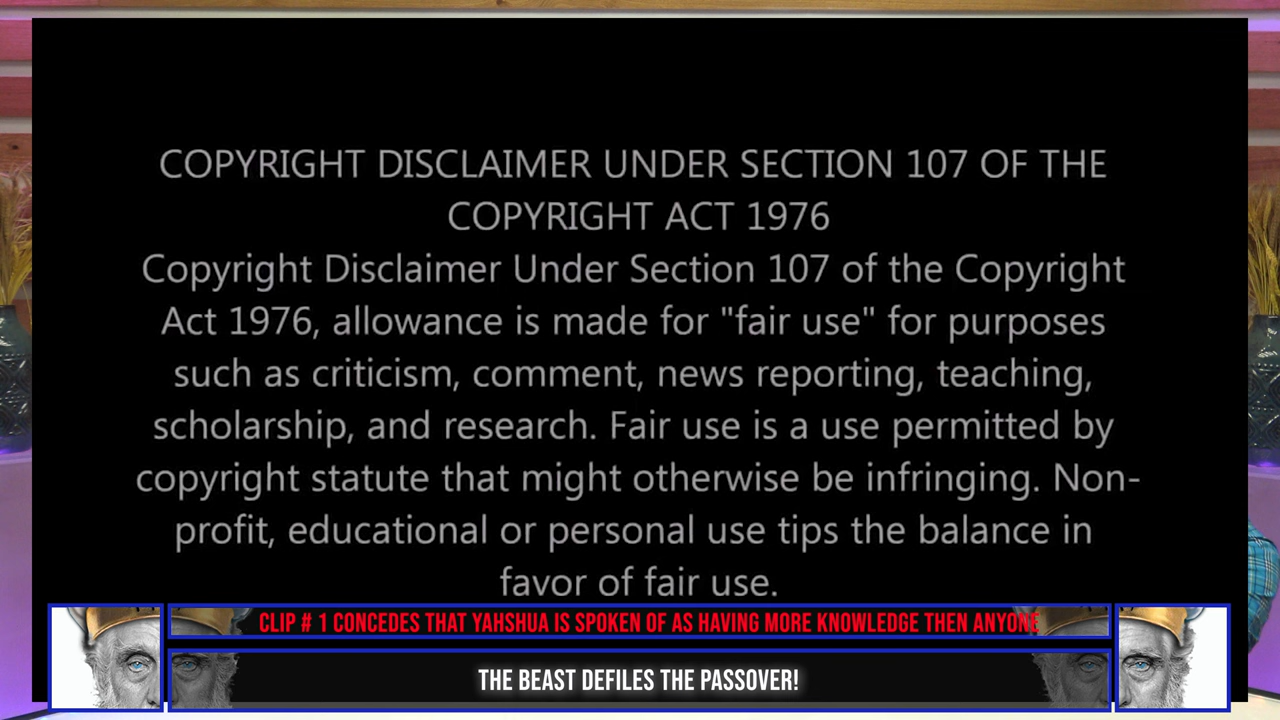 COPYRIGHT DISCLAIMER UNDER SECTION 107 OF THE
COPYRIGHT ACT 1976
Copyright Disclaimer Under Section 107 of the Copyright
Act 1976, allowance is made for "fair use" for purposes
such as criticism, comment, news reporting, teaching,
scholarship, and research. Fair use is a use permitted by
copyright statute that might otherwise be infringing. Non-
profit, educational or personal use tips the balance in
favor of fair use.
CLIP # 1 CONCEDES THAT YAHSHUA IS SPOKEN OF AS HAVING MORE KNOWLEDGE THEN ANYONE
THE BEAST DEFILES THE PASSOVER!